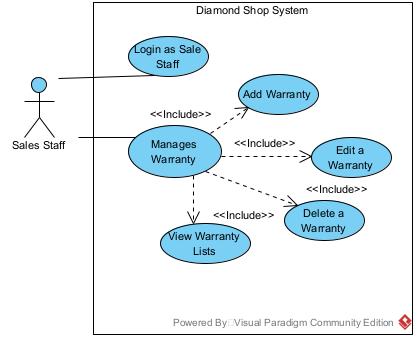 Diamond Shop System
Login as Sale
Staff
Add Warranty
<<Include>>
Sales Staff
Manages
Warranty
<<Include>>
Edit a
Warranty
<<Include>>
Delete a
Warranty
<<Include>>
View Warranty
Lists
Powered By Visual Paradigm Community Edition